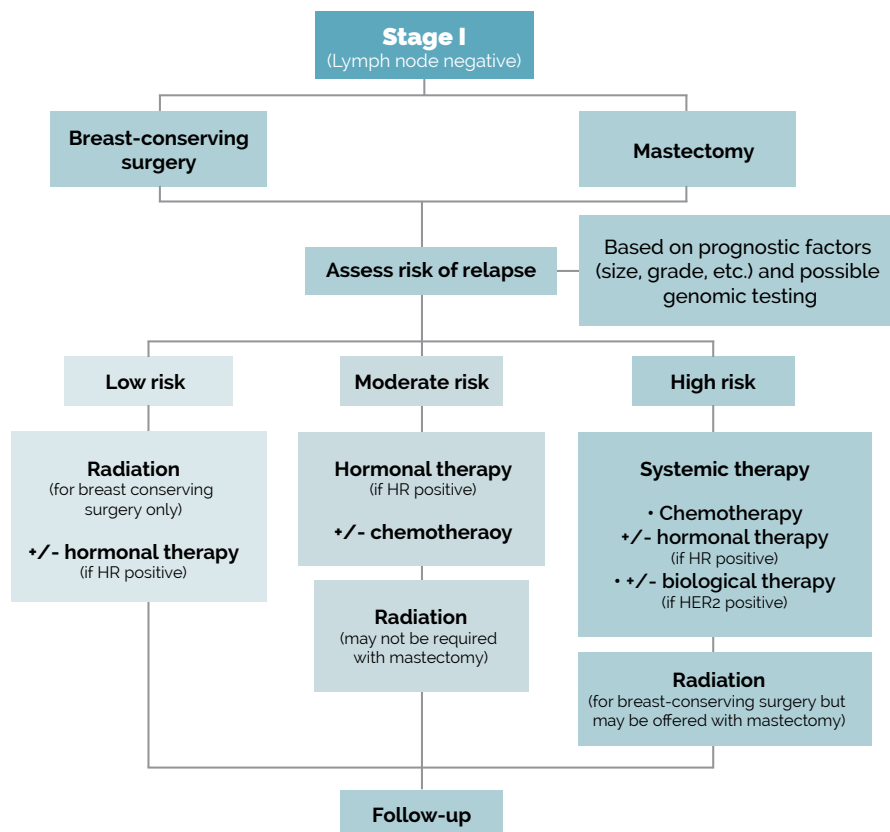 Stage I
(Lymph node negative)
Breast-conserving
surgery
Mastectomy
Assess risk of relapse
Based on prognostic factors
(size, grade, etc.) and possible
genomic testing
Low risk
Moderate risk
High risk
Radiation
(for breast conserving
surgery only)
+/- hormonal therapy
(if HR positive)
Hormonal therapy
(if HR positive)
+/- chemotheraoy
Radiation
(may not be required
with mastectomy)
Systemic therapy
• Chemotherapy
+/- hormonal therapy
(if HR positive)
• +/- biological therapy
(if HER2 positive)
Radiation
(for breast-conserving surgery but
may be offered with mastectomy)
Follow-up